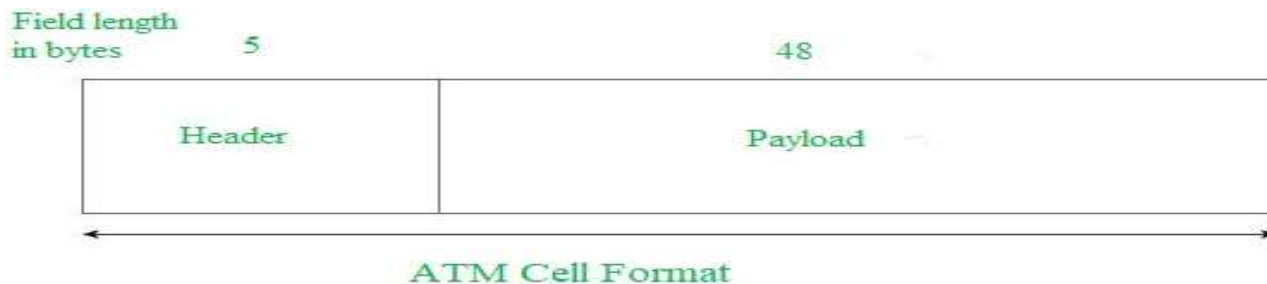 Field length
in bytes
5
48
Header
Payload
ATM Cell Format